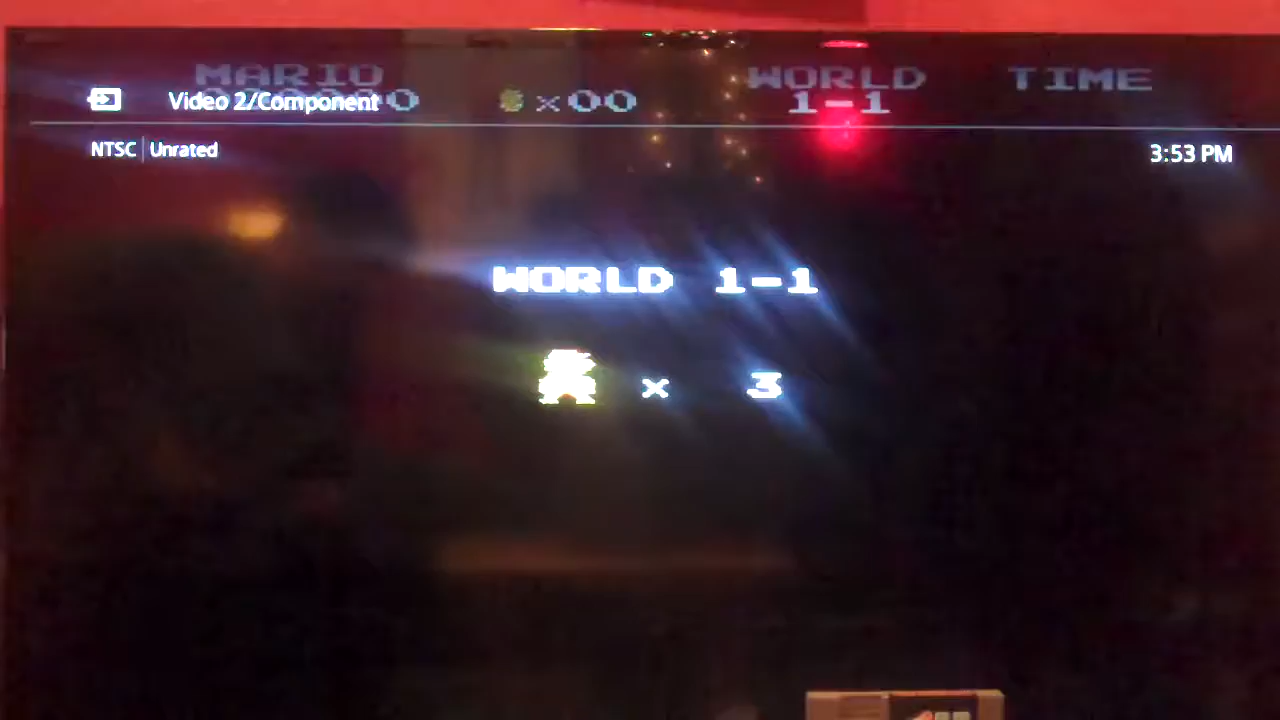 MARIO WORLD TIME
Video 2/Component ×00 1-1
NTSC Unrated 3:53 PM
WORLD 1-1
× 3